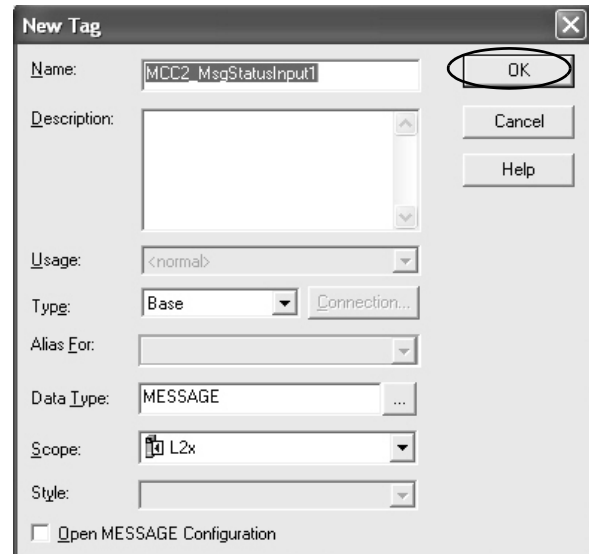 New Tag
Name: MCC2_MsgStatusInput1 OK
Description: Cancel
Help
Usage: <normal>
Type: Base Connection...
Alias For:
Data Type: MESSAGE ...
Scope: L2x
Style:
Open MESSAGE Configuration